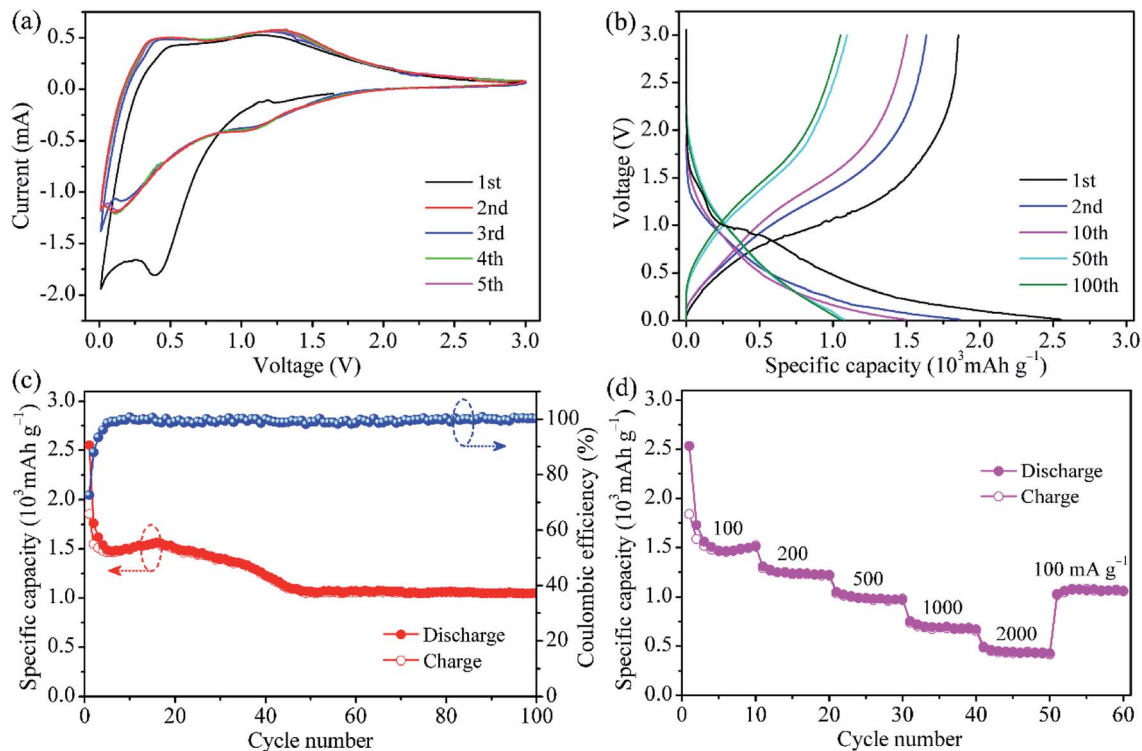 (a)
0.5
0.0
-0.5
-1.0
-1.5
-2.0
Current (mA)
1st
2nd
3rd
4th
5th
0.0 0.5 1.0 1.5 2.0 2.5 3.0
Voltage (V)
(b)
3.0
2.5
2.0
1.5
1.0
0.5
0.0
Voltage (V)
1st
2nd
10th
50th
100th
0.0 0.5 1.0 1.5 2.0 2.5 3.0
Specific capacity (10³mAh g⁻¹)
(c)
3.0
2.5
2.0
1.5
1.0
0.5
0.0
Specific capacity (10³mAh g⁻¹)
100
80
60
40
20
0
Coulombic efficiency (%)
Discharge
Charge
0 20 40 60 80 100
Cycle number
(d)
3.0
2.5
2.0
1.5
1.0
0.5
0.0
Specific capacity (10³mAh g⁻¹)
Discharge
Charge
100
200
500
1000
2000
100 mA g⁻¹
0 10 20 30 40 50 60
Cycle number